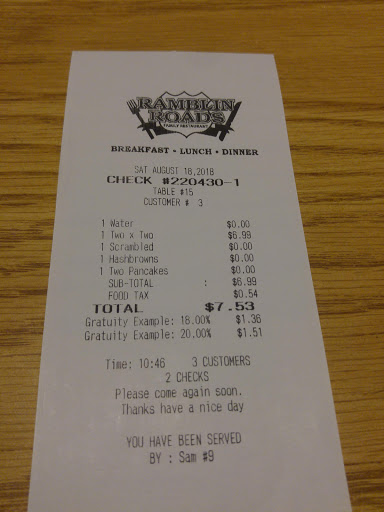 RAMBLIN
ROADS
FAMILY RESTAURANT
BREAKFAST • LUNCH • DINNER
SAT AUGUST 18,2018
CHECK #220430-1
TABLE #15
CUSTOMER # 3
1 Water $0.00
1 Two x Two $6.99
1 Scrambled $0.00
1 Hashbrowns $0.00
1 Two Pancakes $0.00
SUB-TOTAL : $6.99
FOOD TAX $0.54
TOTAL $7.53
Gratuity Example: 18.00% $1.36
Gratuity Example: 20.00% $1.51
Time: 10:46 3 CUSTOMERS
2 CHECKS
Please come again soon.
Thanks have a nice day
YOU HAVE BEEN SERVED
BY : Sam #9